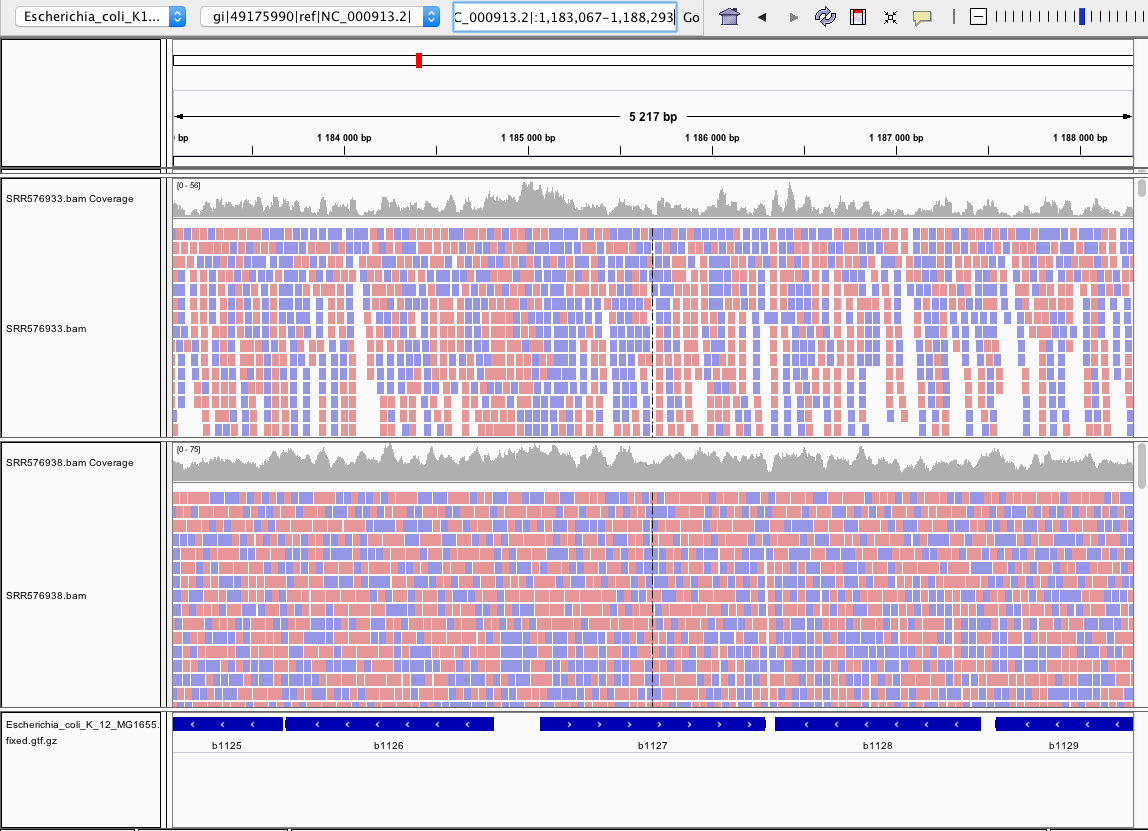 Escherichia_coli_K1... gi|49175990|ref|NC_000913.2| C_000913.2|:1,183,067-1,188,293 Go
5 217 bp
bp 1 184 000 bp 1 185 000 bp 1 186 000 bp 1 187 000 bp 1 188 000 bp
[0 - 56]
SRR576933.bam Coverage
SRR576933.bam
[0 - 75]
SRR576938.bam Coverage
SRR576938.bam
Escherichia_coli_K_12_MG1655.
fixed.gtf.gz
b1125 b1126 b1127 b1128 b1129